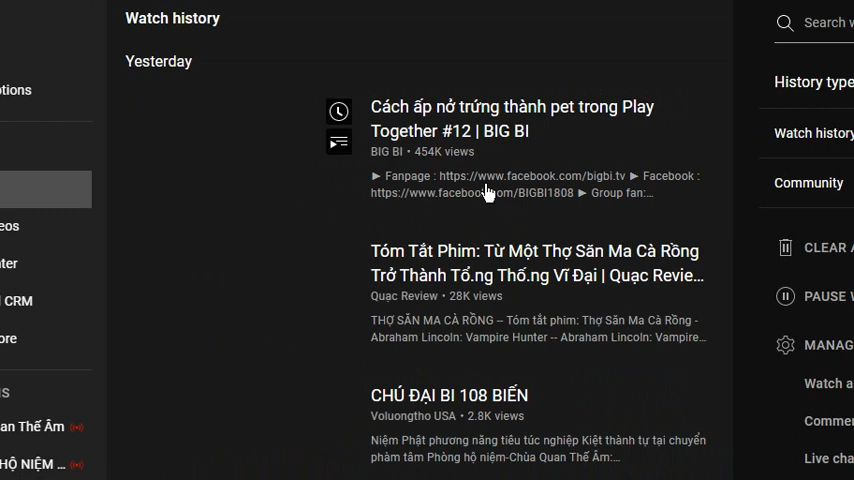 Watch history
Yesterday
Cách ấp nở trứng thành pet trong Play
Together #12 | BIG BI
BIG BI • 454K views
► Fanpage : https://www.facebook.com/bigbi.tv ► Facebook :
https://www.facebook.com/BIGBI1808 ► Group fan:...
Tóm Tắt Phim: Từ Một Thợ Săn Ma Cà Rồng
Trở Thành Tổ.ng Thố.ng Vĩ Đại | Quạc Revie...
Quạc Review • 28K views
THỢ SĂN MA CÀ RỒNG -- Tóm tắt phim: Thợ Săn Ma Cà Rồng -
Abraham Lincoln: Vampire Hunter -- Abraham Lincoln: Vampire...
CHÚ ĐẠI BI 108 BIẾN
Voluongtho USA • 2.8K views
Niệm Phật phương năng tiêu túc nghiệp Kiệt thành tự tại chuyển
phàm tâm Phòng hộ niệm-Chùa Quan Thế Âm:...
ptions
eos
ter
CRM
ore
S
an Thế Âm
HỘ NIỆM ...
Search w
History type
Watch history
Community
CLEAR A
PAUSE W
MANAG
Watch a
Commen
Live cha